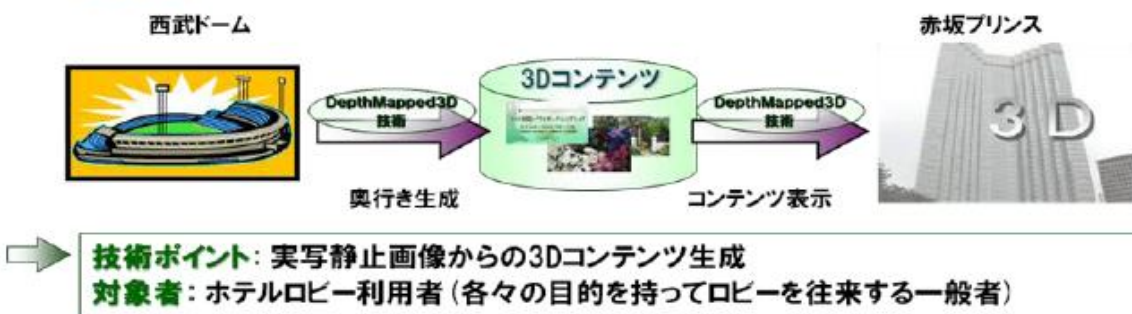 西武ドーム
赤坂プリンス
DepthMapped3D
技術
3Dコンテンツ
DepthMapped3D
技術
3D
奥行き生成
コンテンツ表示
技術ポイント：実写静止画像からの3Dコンテンツ生成
対象者：ホテルロビー利用者（各々の目的を持ってロビーを往来する一般者）